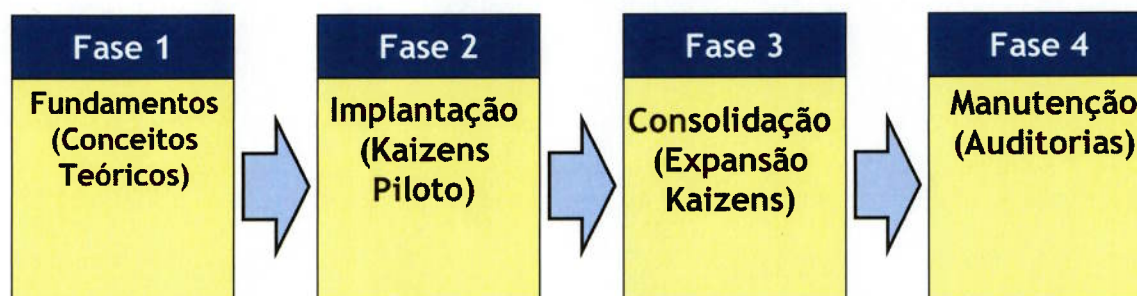 Fase 1
Fundamentos
(Conceitos
Teóricos)
Fase 2
Implantação
(Kaizens
Piloto)
Fase 3
Consolidação
(Expansão
Kaizens)
Fase 4
Manutenção
(Auditorias)